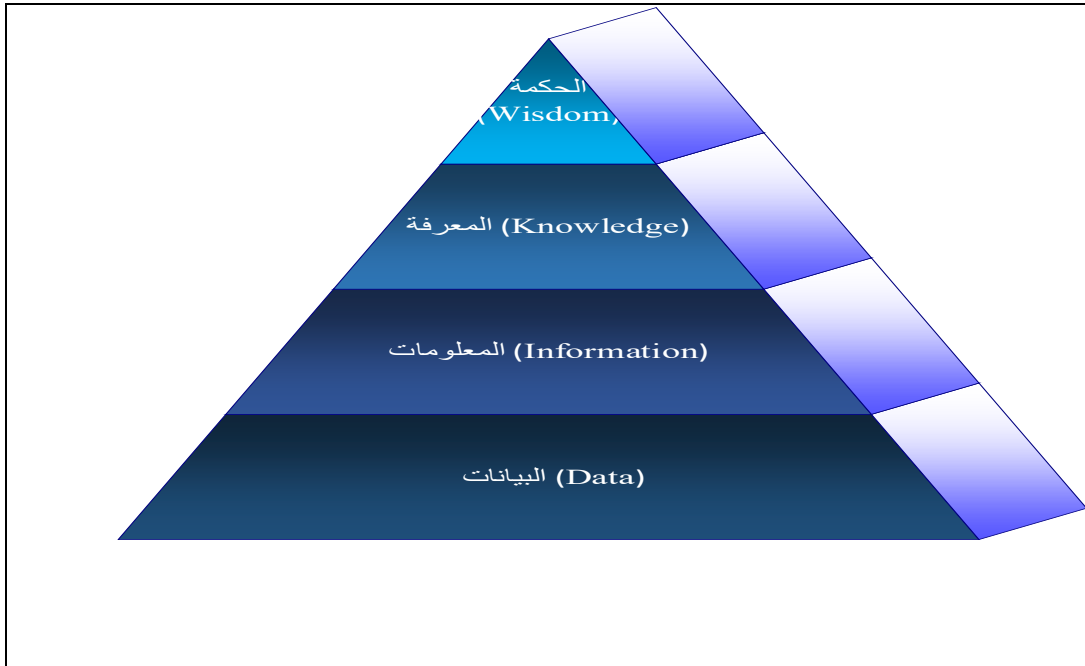 الحكمة
(Wisdom)
المعرفة (Knowledge)
المعلومات (Information)
البيانات (Data)